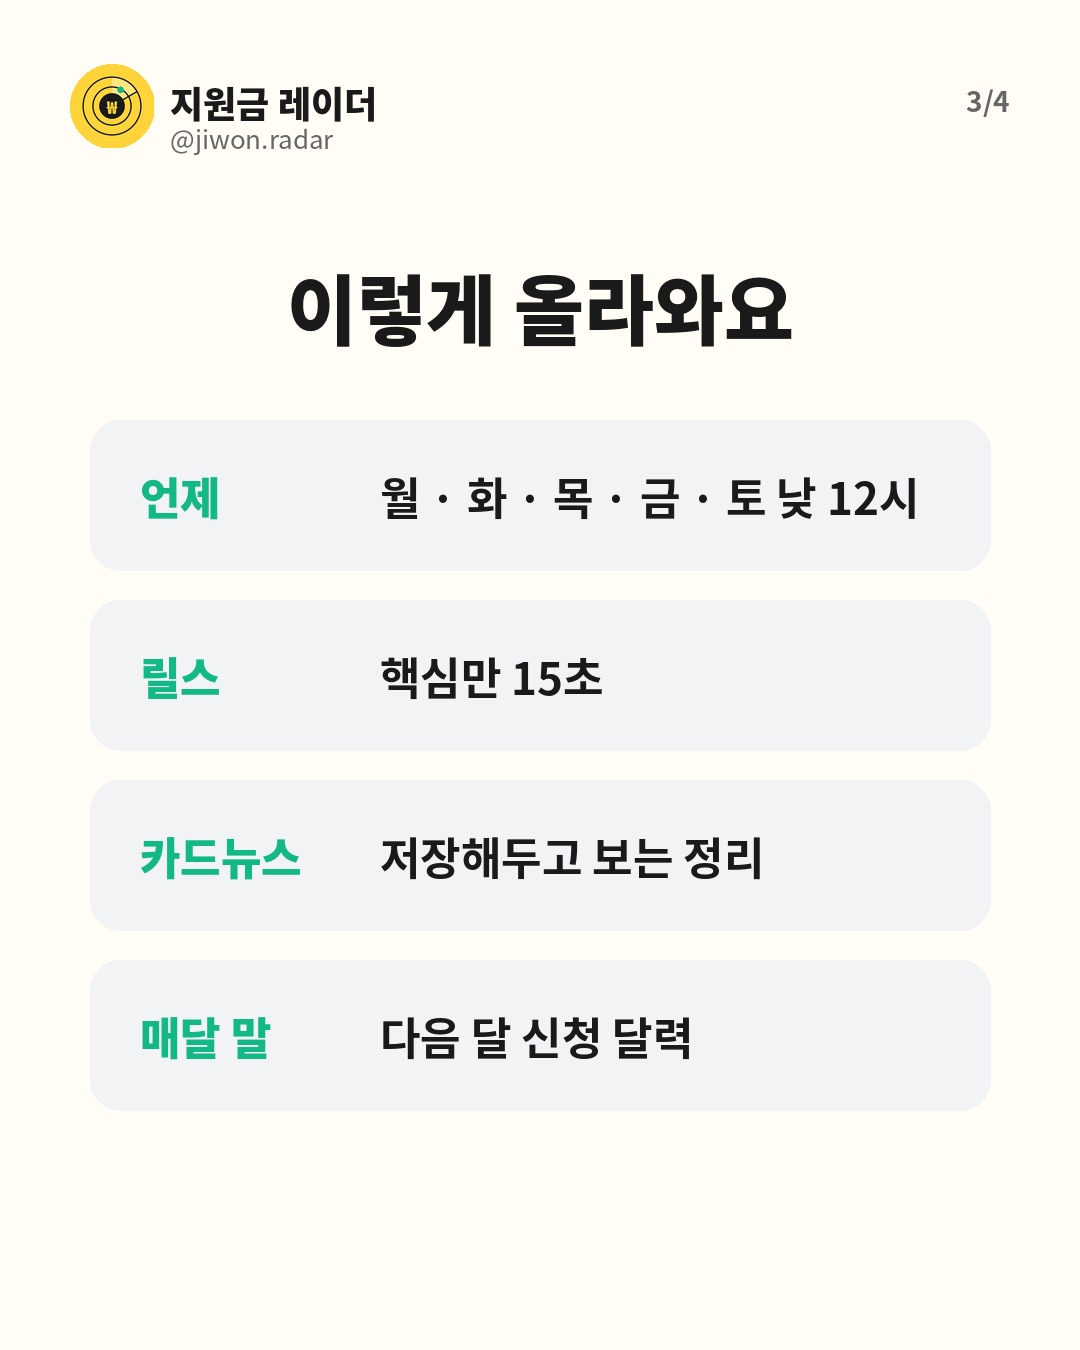 ₩
지원금 레이더
@jiwon.radar
3/4
이렇게 올라와요
언제 월 · 화 · 목 · 금 · 토 낮 12시
릴스 핵심만 15초
카드뉴스 저장해두고 보는 정리
매달 말 다음 달 신청 달력